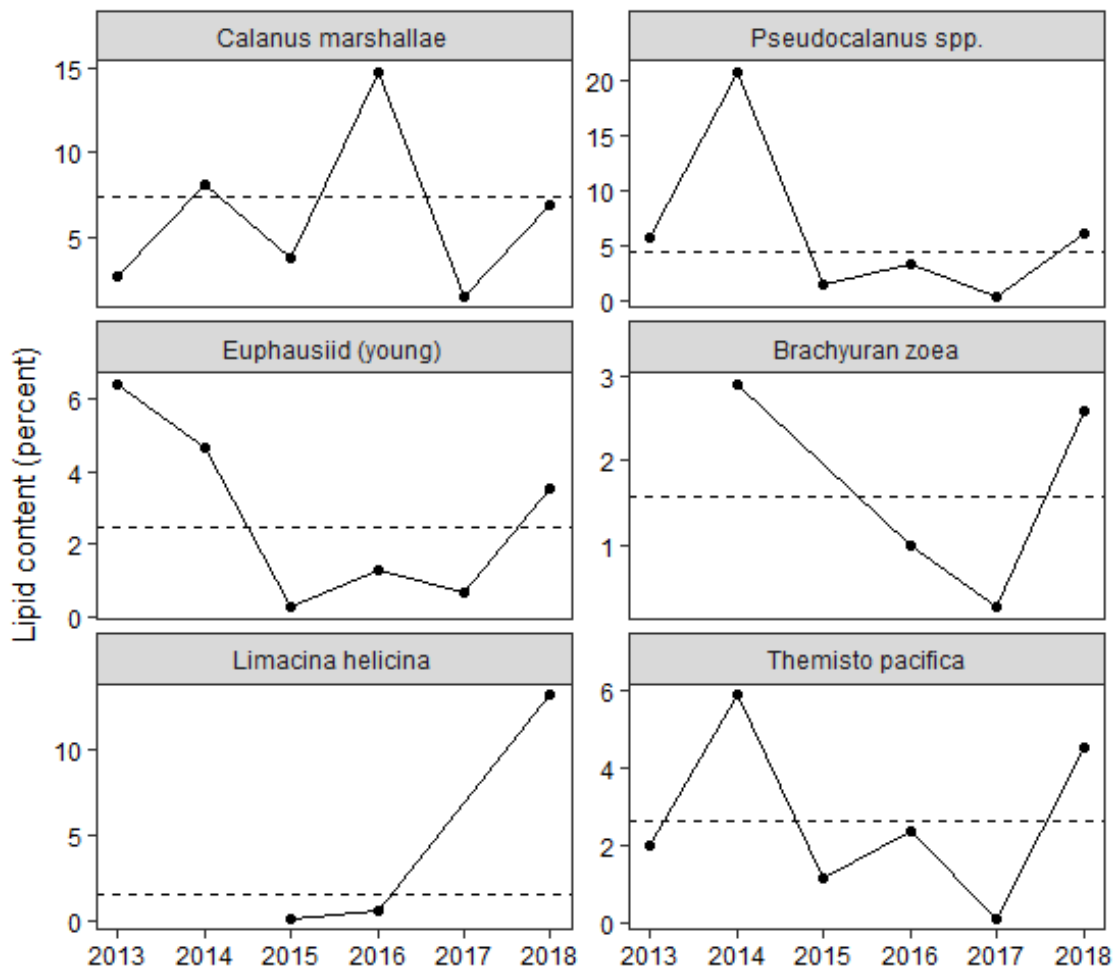 Lipid content (percent)
Calanus marshallae
15
10
5
Pseudocalanus spp.
20
15
10
5
0
Euphausiid (young)
6
4
2
0
Brachyuran zoea
3
2
1
Limacina helicina
10
5
0
2013 2014 2015 2016 2017 2018
Themisto pacifica
6
4
2
0
2013 2014 2015 2016 2017 2018